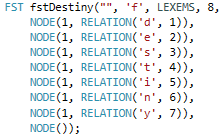 FST fstDestiny("", 'f', LEXEMS, 8,
    NODE(1, RELATION('d', 1)),
    NODE(1, RELATION('e', 2)),
    NODE(1, RELATION('s', 3)),
    NODE(1, RELATION('t', 4)),
    NODE(1, RELATION('i', 5)),
    NODE(1, RELATION('n', 6)),
    NODE(1, RELATION('y', 7)),
    NODE());